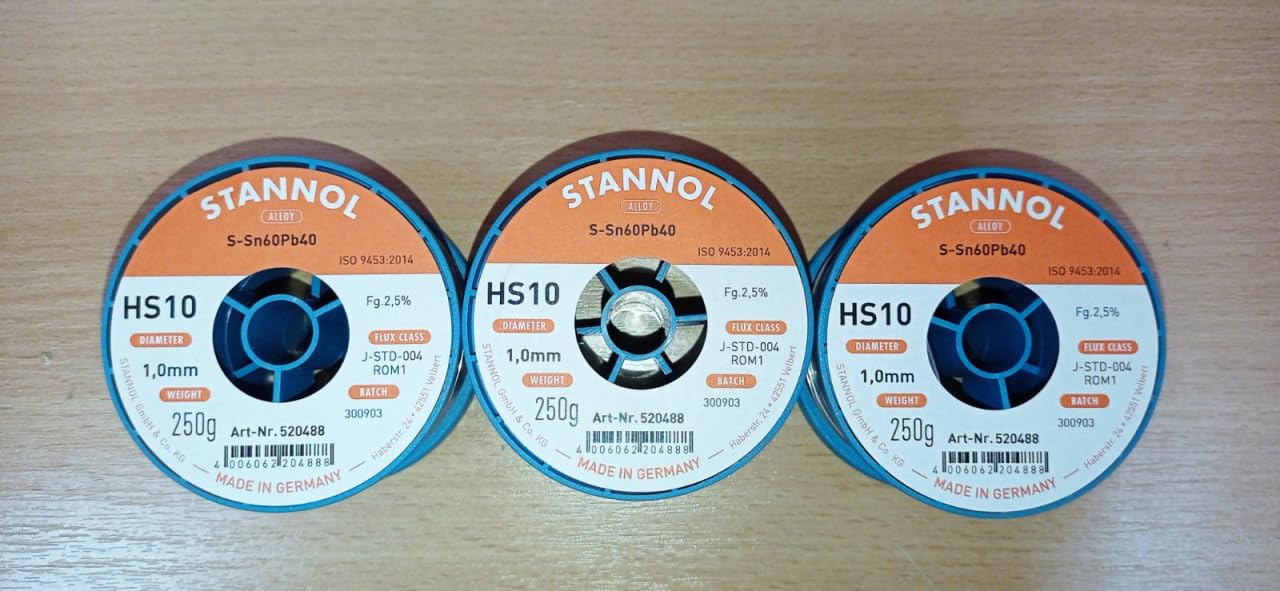 STANNOL
ALLOY
S-Sn60Pb40
ISO 9453:2014
HS10
Fg.2,5%
DIAMETER
FLUX CLASS
1,0mm
J-STD-004
ROM1
WEIGHT
BATCH
250g
300903
Art-Nr. 520488
4 006062 204888
STANNOL GmbH & Co. KG — MADE IN GERMANY — Haberstr. 24 • 42551 Velbert
STANNOL
ALLOY
S-Sn60Pb40
ISO 9453:2014
HS10
Fg.2,5%
DIAMETER
FLUX CLASS
1,0mm
J-STD-004
ROM1
WEIGHT
BATCH
250g
300903
Art-Nr. 520488
4 006062 204888
STANNOL GmbH & Co. KG — MADE IN GERMANY — Haberstr. 24 • 42551 Velbert
STANNOL
ALLOY
S-Sn60Pb40
ISO 9453:2014
HS10
Fg.2,5%
DIAMETER
FLUX CLASS
1,0mm
J-STD-004
ROM1
WEIGHT
BATCH
250g
300903
Art-Nr. 520488
4 006062 204888
STANNOL GmbH & Co. KG — MADE IN GERMANY — Haberstr. 24 • 42551 Velbert